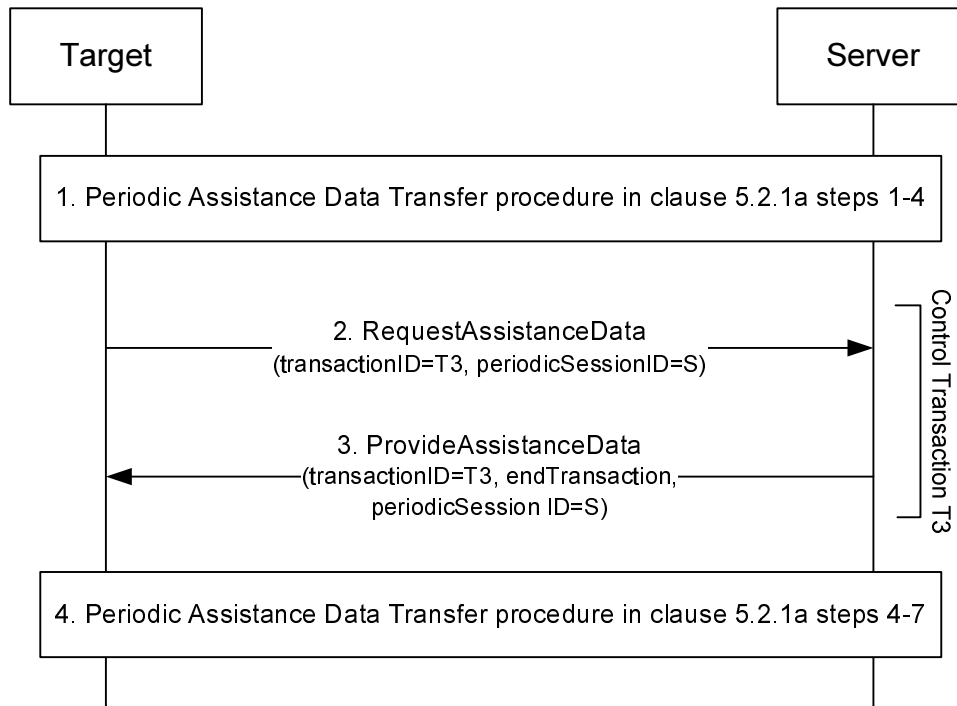 Target
Server
1. Periodic Assistance Data Transfer procedure in clause 5.2.1a steps 1-4
2. RequestAssistanceData
(transactionID=T3, periodicSessionID=S)
3. ProvideAssistanceData
(transactionID=T3, endTransaction,
periodicSession ID=S)
Control Transaction T3
4. Periodic Assistance Data Transfer procedure in clause 5.2.1a steps 4-7